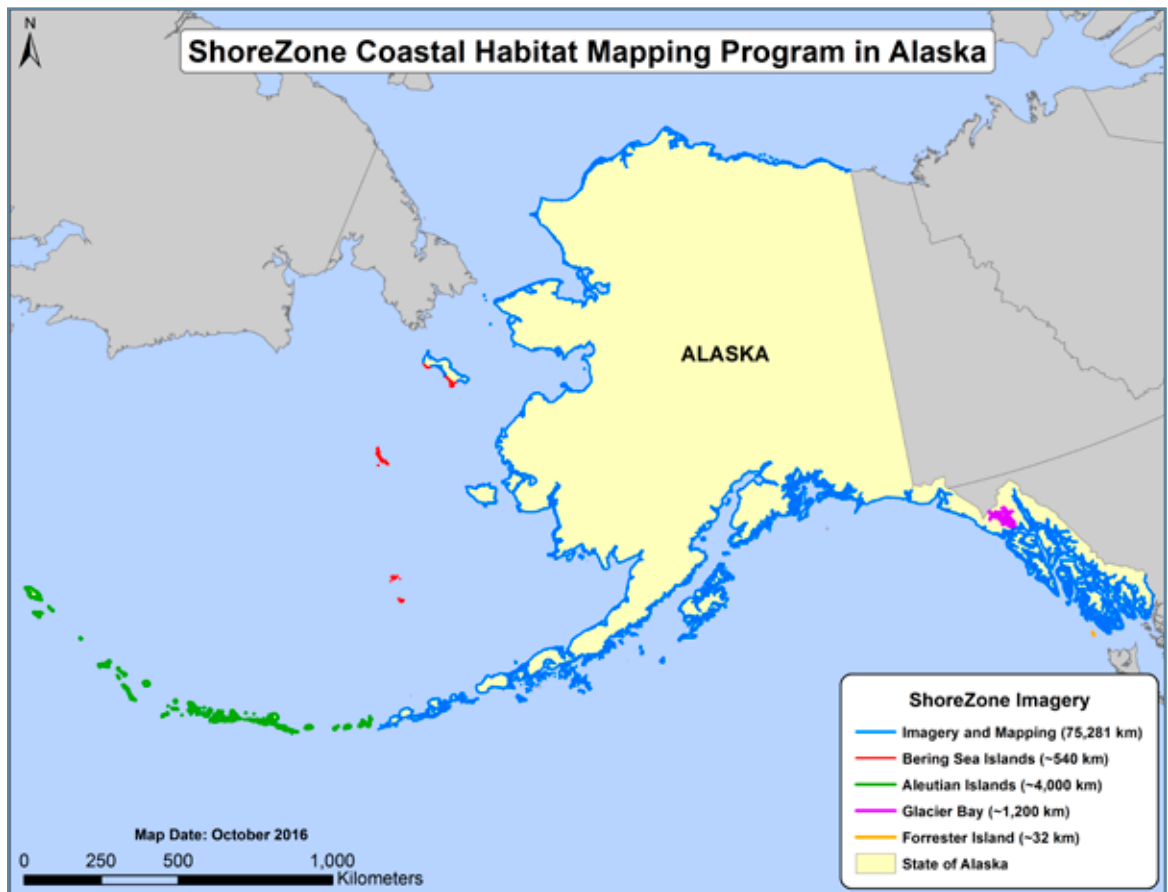 N
ShoreZone Coastal Habitat Mapping Program in Alaska
ALASKA
ShoreZone Imagery
Imagery and Mapping (75,281 km)
Bering Sea Islands (~540 km)
Aleutian Islands (~4,000 km)
Glacier Bay (~1,200 km)
Forrester Island (~32 km)
State of Alaska
Map Date: October 2016
0 250 500 1,000
Kilometers